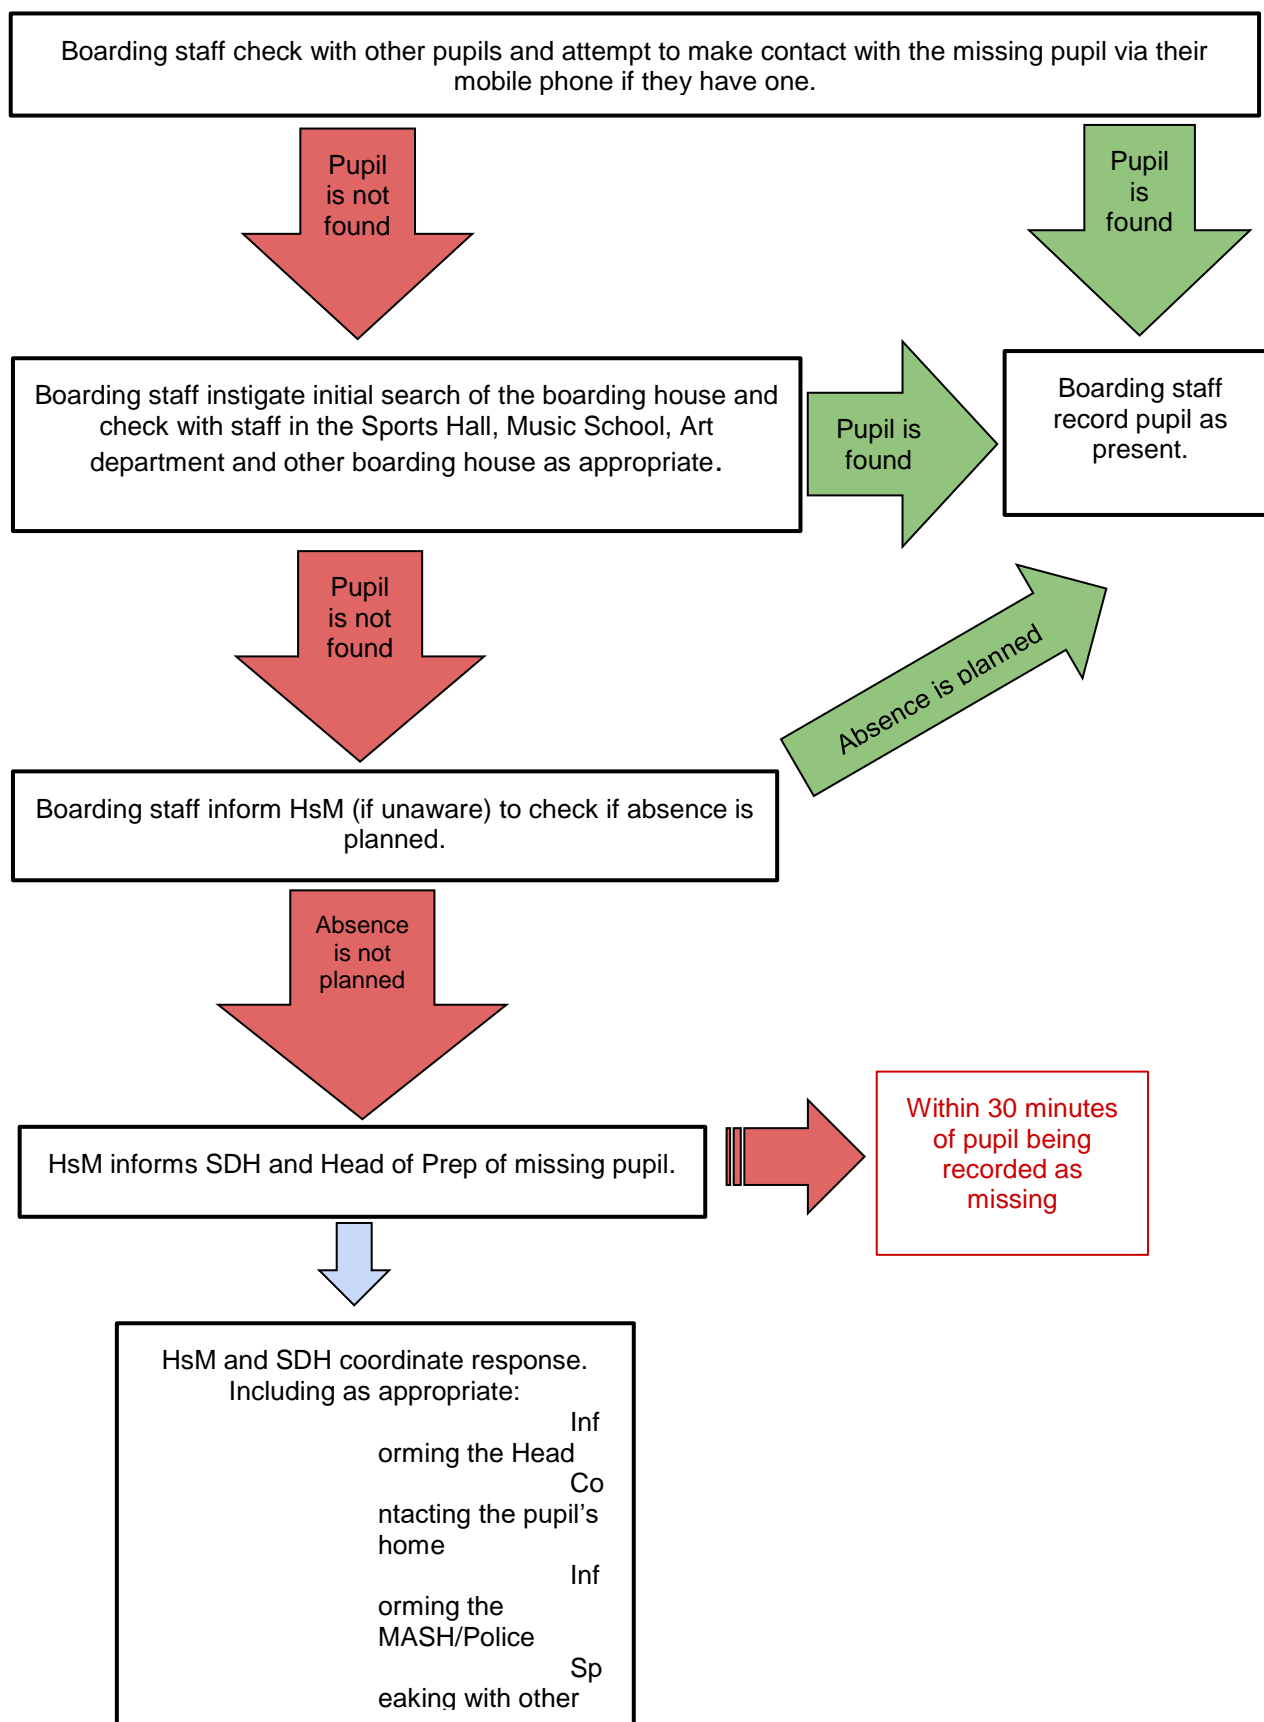 Boarding staff check with other pupils and attempt to make contact with the missing pupil via their
mobile phone if they have one.
Pupil
is not
found
Pupil
is
found
Boarding staff instigate initial search of the boarding house and
check with staff in the Sports Hall, Music School, Art
department and other boarding house as appropriate.
Pupil is
found
Boarding staff
record pupil as
present.
Pupil
is not
found
Absence is planned
Boarding staff inform HsM (if unaware) to check if absence is
planned.
Absence
is not
planned
HsM informs SDH and Head of Prep of missing pupil.
Within 30 minutes
of pupil being
recorded as
missing
HsM and SDH coordinate response.
Including as appropriate:
Inf
orming the Head
Co
ntacting the pupil’s
home
Inf
orming the
MASH/Police
Sp
eaking with other